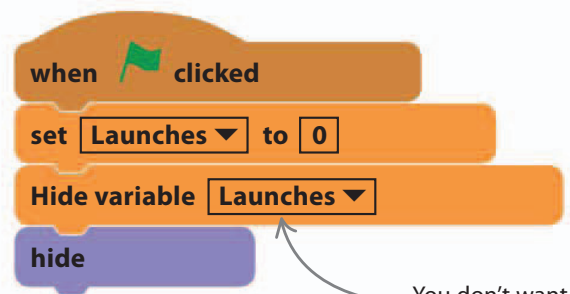 when clicked
set Launches to 0
Hide variable Launches
hide
You don't want